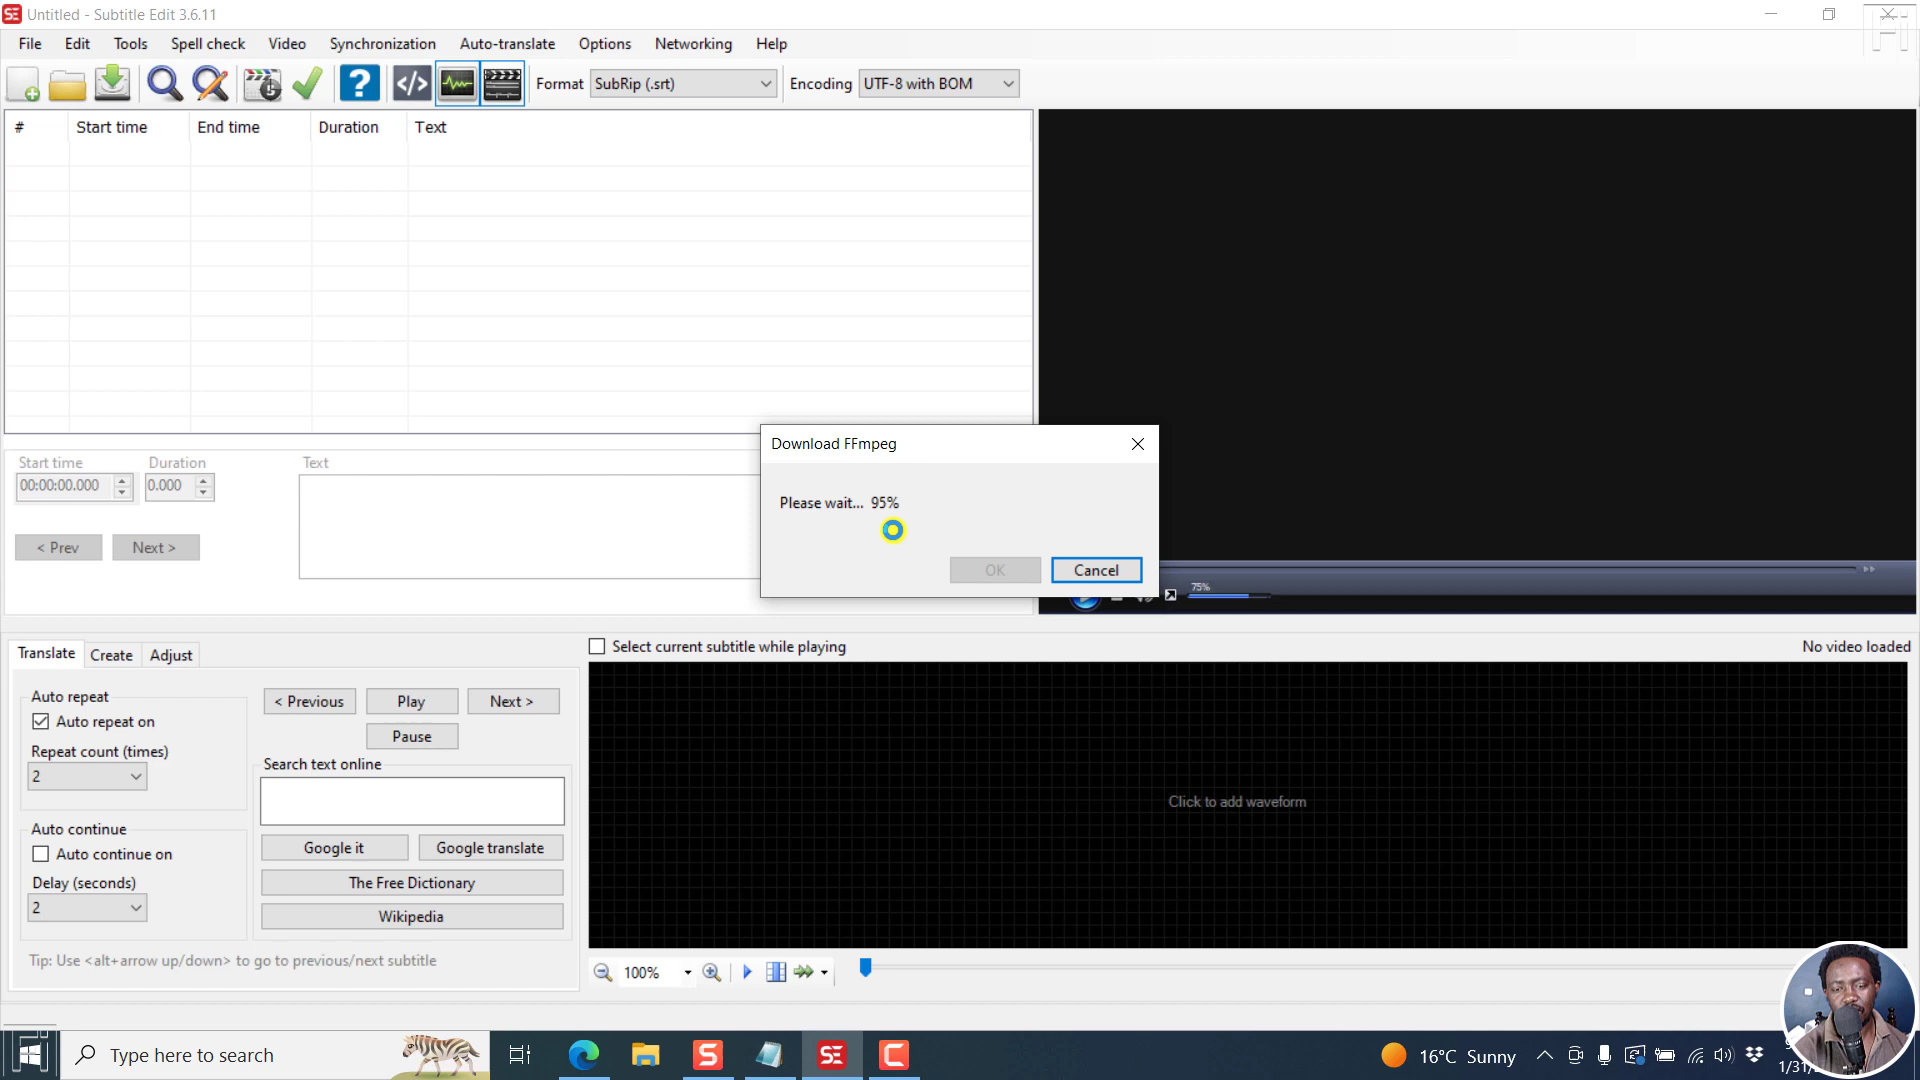 SE Untitled - Subtitle Edit 3.6.11
File Edit Tools Spell check Video Synchronization Auto-translate Options Networking Help
Format SubRip (.srt) Encoding UTF-8 with BOM
# Start time End time Duration Text
Download FFmpeg
Please wait... 95%
OK Cancel
Start time Duration Text
00:00:00.000 0.000
< Prev Next >
75%
Translate Create Adjust
Select current subtitle while playing No video loaded
Auto repeat
Auto repeat on
Repeat count (times)
2
< Previous Play Next >
Pause
Search text online
Auto continue
Auto continue on
Delay (seconds)
2
Google it Google translate
The Free Dictionary
Wikipedia
Tip: Use <alt+arrow up/down> to go to previous/next subtitle
Click to add waveform
100%
Type here to search
S SE C
16°C Sunny